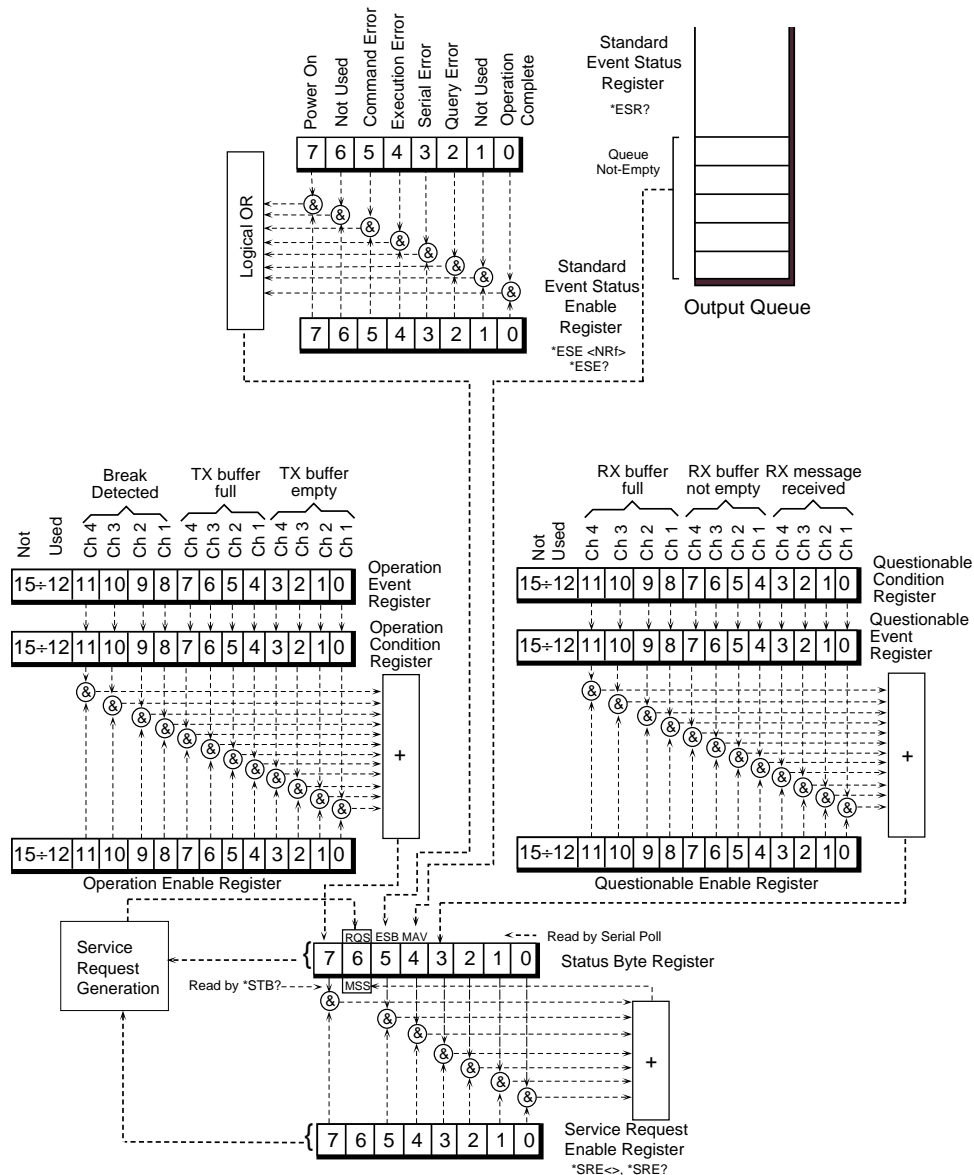 Power On
Not Used
Command Error
Execution Error
Serial Error
Query Error
Not Used
Operation
Complete
7 6 5 4 3 2 1 0
Logical OR
& & & & & & & &
7 6 5 4 3 2 1 0
Standard
Event Status
Enable
Register
*ESE <NRf>
*ESE?
Standard
Event Status
Register
*ESR?
Queue
Not-Empty
Output Queue
Break
Detected
TX buffer
full
TX buffer
empty
Not
Used
Ch 4
Ch 3
Ch 2
Ch 1
Ch 4
Ch 3
Ch 2
Ch 1
Ch 4
Ch 3
Ch 2
Ch 1
15÷12 11 10 9 8 7 6 5 4 3 2 1 0
Operation
Event
Register
15÷12 11 10 9 8 7 6 5 4 3 2 1 0
Operation
Condition
Register
& & & & & & & & & & & &
+
15÷12 11 10 9 8 7 6 5 4 3 2 1 0
Operation Enable Register
RX buffer
full
RX buffer
not empty
RX message
received
Not
Used
Ch 4
Ch 3
Ch 2
Ch 1
Ch 4
Ch 3
Ch 2
Ch 1
Ch 4
Ch 3
Ch 2
Ch 1
15÷12 11 10 9 8 7 6 5 4 3 2 1 0
Questionable
Condition
Register
15÷12 11 10 9 8 7 6 5 4 3 2 1 0
Questionable
Event
Register
& & & & & & & & & & & &
+
15÷12 11 10 9 8 7 6 5 4 3 2 1 0
Questionable Enable Register
Service
Request
Generation
RQS ESB MAV
Read by Serial Poll
{ 7 6 5 4 3 2 1 0
Status Byte Register
Read by *STB?
MSS
& & & & & & &
+
{ 7 6 5 4 3 2 1 0
Service Request
Enable Register
*SRE<>, *SRE?